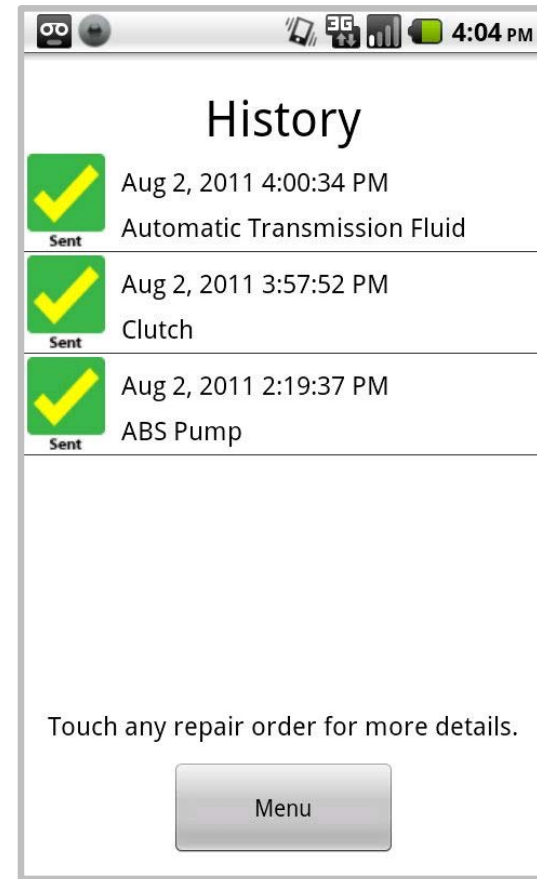 3G
4:04 PM
History
Aug 2, 2011 4:00:34 PM
Automatic Transmission Fluid
Sent
Aug 2, 2011 3:57:52 PM
Clutch
Sent
Aug 2, 2011 2:19:37 PM
ABS Pump
Sent
Touch any repair order for more details.
Menu